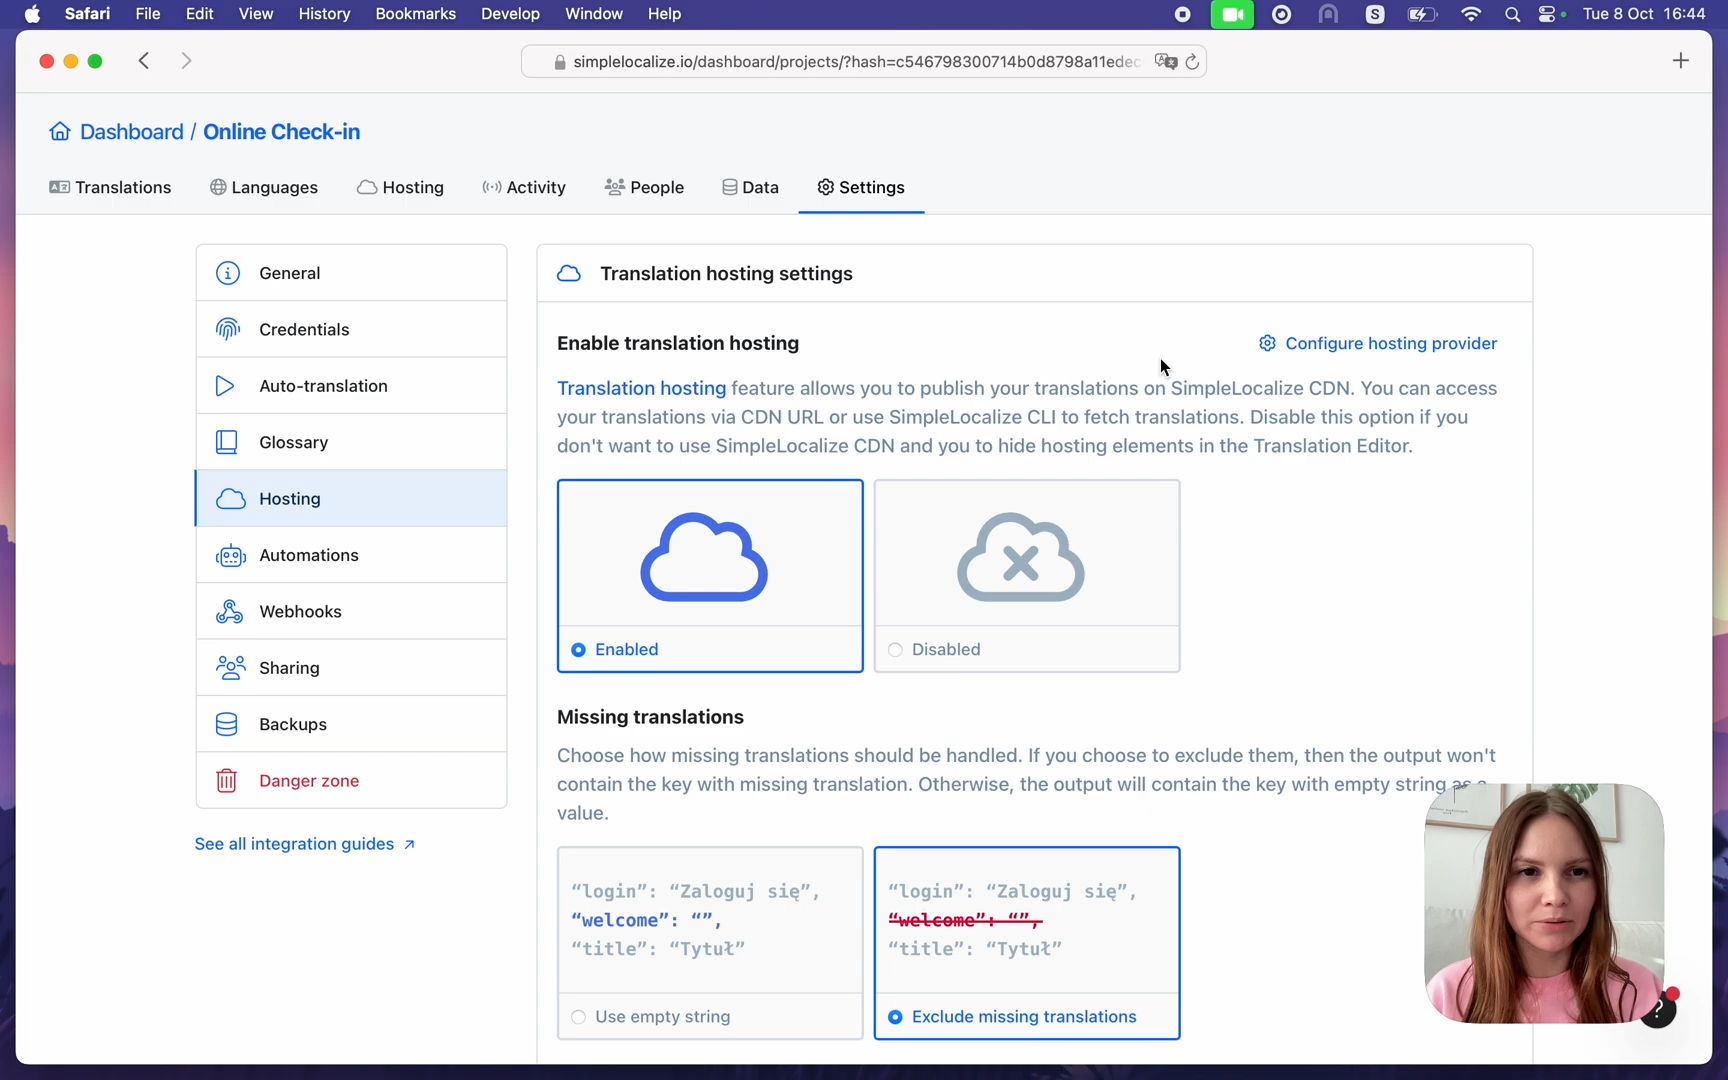 Safari File Edit View History Bookmarks Develop Window Help
S
Tue 8 Oct 16:44
simplelocalize.io/dashboard/projects/?hash=c546798300714b0d8798a11edec
Dashboard / Online Check-in
Translations Languages Hosting Activity People Data Settings
General
Credentials
Auto-translation
Glossary
Hosting
Automations
Webhooks
Sharing
Backups
Danger zone
See all integration guides ↗
Translation hosting settings
Enable translation hosting
Configure hosting provider
Translation hosting feature allows you to publish your translations on SimpleLocalize CDN. You can access
your translations via CDN URL or use SimpleLocalize CLI to fetch translations. Disable this option if you
don't want to use SimpleLocalize CDN and you to hide hosting elements in the Translation Editor.
Enabled
Disabled
Missing translations
Choose how missing translations should be handled. If you choose to exclude them, then the output won't
contain the key with missing translation. Otherwise, the output will contain the key with empty string as a
value.
“login”: “Zaloguj się”,
“welcome”: “”,
“title”: “Tytuł”
Use empty string
“login”: “Zaloguj się”,
“welcome”: “”,
“title”: “Tytuł”
Exclude missing translations
?